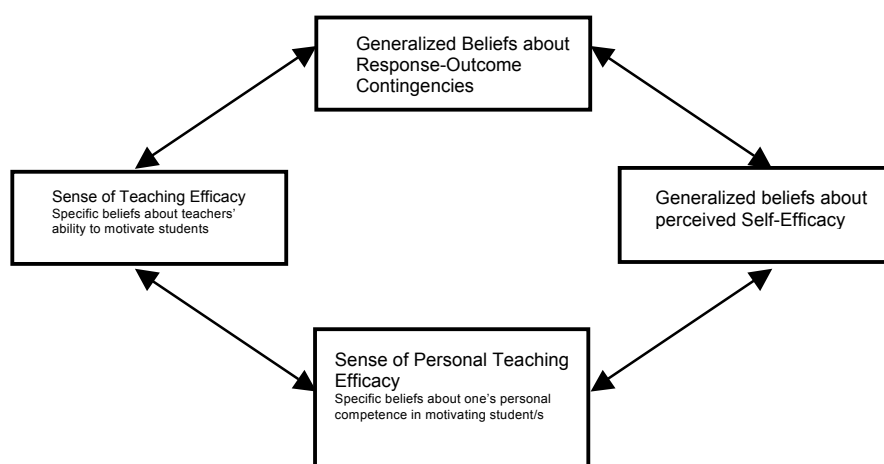 Generalized Beliefs about
Response-Outcome
Contingencies
Sense of Teaching Efficacy
Specific beliefs about teachers’
ability to motivate students
Generalized beliefs about
perceived Self-Efficacy
Sense of Personal Teaching
Efficacy
Specific beliefs about one’s personal
competence in motivating student/s